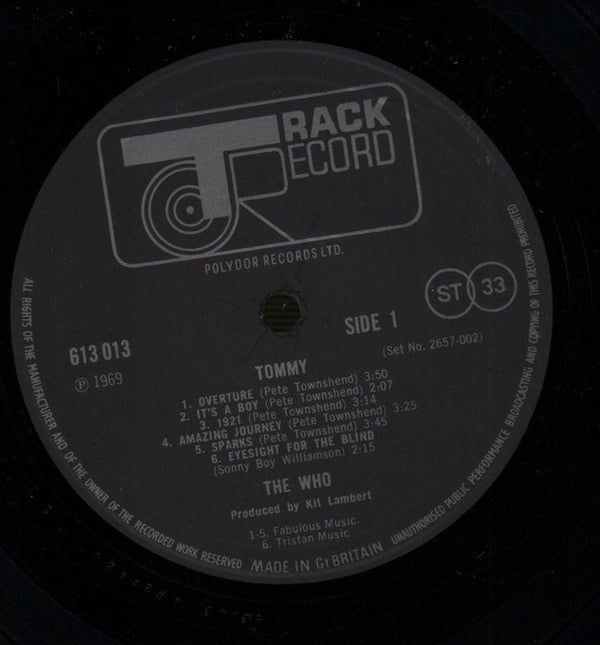 TRACK
RECORD
POLYDOR RECORDS LTD.
ST 33
SIDE 1
613 013
(Set No. 2657-002)
℗ 1969
TOMMY
1. OVERTURE (Pete Townshend) 3:50
2. IT'S A BOY (Pete Townshend) 2:07
3. 1921 (Pete Townshend) 3:14
4. AMAZING JOURNEY (Pete Townshend) 3:25
5. SPARKS (Pete Townshend) 3:45
6. EYESIGHT FOR THE BLIND
(Sonny Boy Williamson) 2:15
THE WHO
Produced by Kit Lambert
1-5. Fabulous Music.
6. Tristan Music
ALL RIGHTS OF THE MANUFACTURER AND OF THE OWNER OF THE RECORDED WORK RESERVED
MADE IN Gt BRITAIN
UNAUTHORISED PUBLIC PERFORMANCE BROADCASTING AND COPYING OF THIS RECORD PROHIBITED